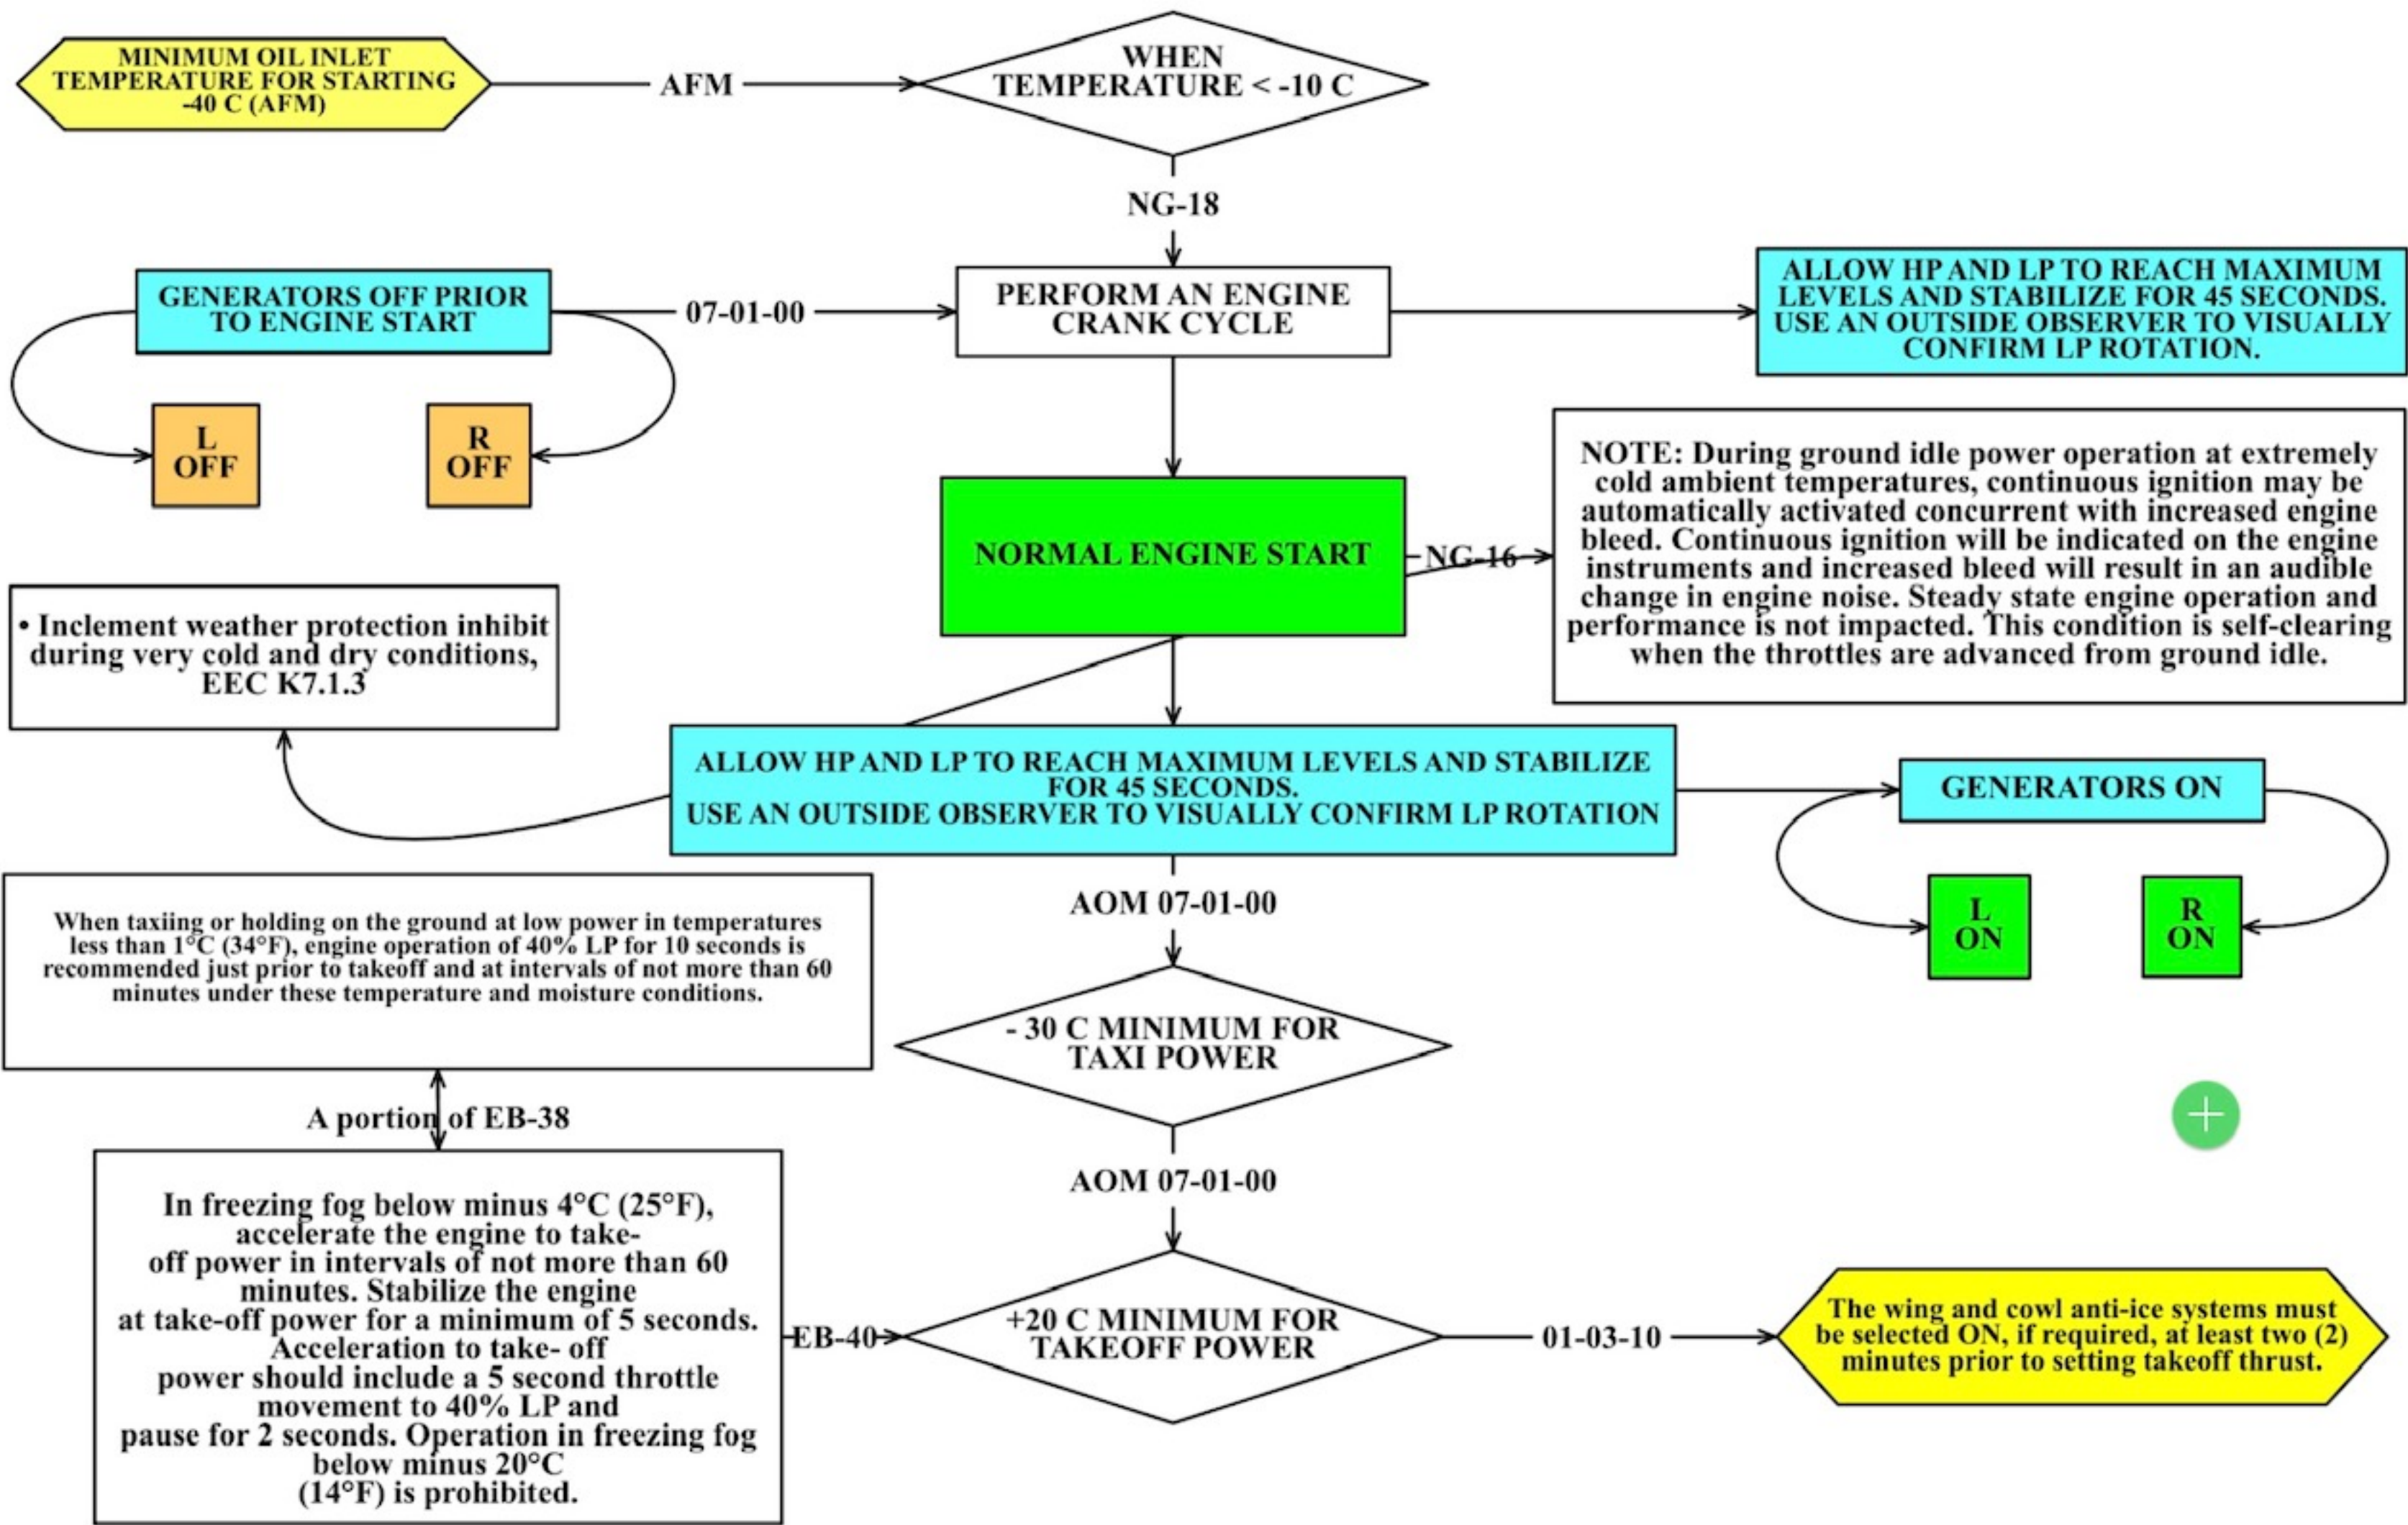 MINIMUM OIL INLET
TEMPERATURE FOR STARTING
-40 C (AFM)
AFM
WHEN
TEMPERATURE < -10 C
NG-18
GENERATORS OFF PRIOR
TO ENGINE START
07-01-00
PERFORM AN ENGINE
CRANK CYCLE
ALLOW HP AND LP TO REACH MAXIMUM
LEVELS AND STABILIZE FOR 45 SECONDS.
USE AN OUTSIDE OBSERVER TO VISUALLY
CONFIRM LP ROTATION.
L
OFF
R
OFF
NORMAL ENGINE START
NG-16
NOTE: During ground idle power operation at extremely
cold ambient temperatures, continuous ignition may be
automatically activated concurrent with increased engine
bleed. Continuous ignition will be indicated on the engine
instruments and increased bleed will result in an audible
change in engine noise. Steady state engine operation and
performance is not impacted. This condition is self-clearing
when the throttles are advanced from ground idle.
• Inclement weather protection inhibit
during very cold and dry conditions,
EEC K7.1.3
ALLOW HP AND LP TO REACH MAXIMUM LEVELS AND STABILIZE
FOR 45 SECONDS.
USE AN OUTSIDE OBSERVER TO VISUALLY CONFIRM LP ROTATION
GENERATORS ON
L
ON
R
ON
AOM 07-01-00
When taxiing or holding on the ground at low power in temperatures
less than 1°C (34°F), engine operation of 40% LP for 10 seconds is
recommended just prior to takeoff and at intervals of not more than 60
minutes under these temperature and moisture conditions.
- 30 C MINIMUM FOR
TAXI POWER
A portion of EB-38
AOM 07-01-00
In freezing fog below minus 4°C (25°F),
accelerate the engine to take-
off power in intervals of not more than 60
minutes. Stabilize the engine
at take-off power for a minimum of 5 seconds.
Acceleration to take- off
power should include a 5 second throttle
movement to 40% LP and
pause for 2 seconds. Operation in freezing fog
below minus 20°C
(14°F) is prohibited.
EB-40
+20 C MINIMUM FOR
TAKEOFF POWER
01-03-10
The wing and cowl anti-ice systems must
be selected ON, if required, at least two (2)
minutes prior to setting takeoff thrust.